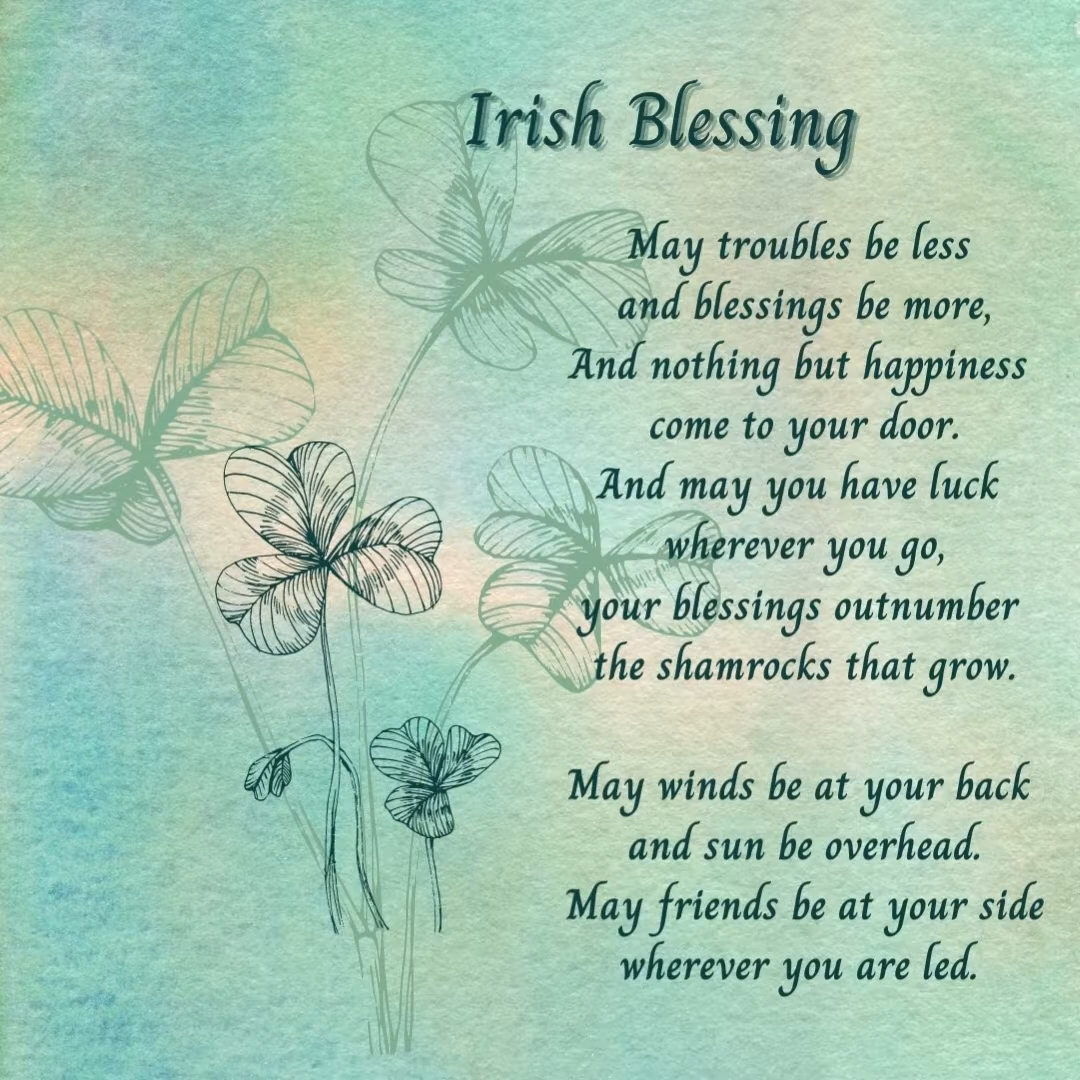 Irish Blessing
May troubles be less
and blessings be more,
And nothing but happiness
come to your door.
And may you have luck
wherever you go,
your blessings outnumber
the shamrocks that grow.
May winds be at your back
and sun be overhead.
May friends be at your side
wherever you are led.